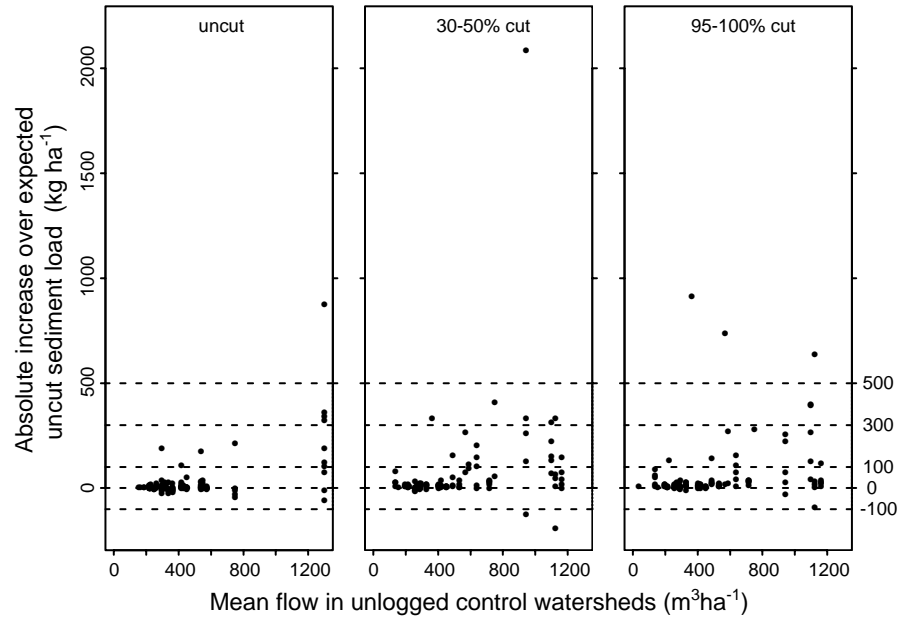 uncut
30-50% cut
95-100% cut
Absolute increase over expected
uncut sediment load (kg ha⁻¹)
2000
1500
1000
500
0
500
300
100
0
-100
0 400 800 1200
0 400 800 1200
0 400 800 1200
Mean flow in unlogged control watersheds (m³ha⁻¹)